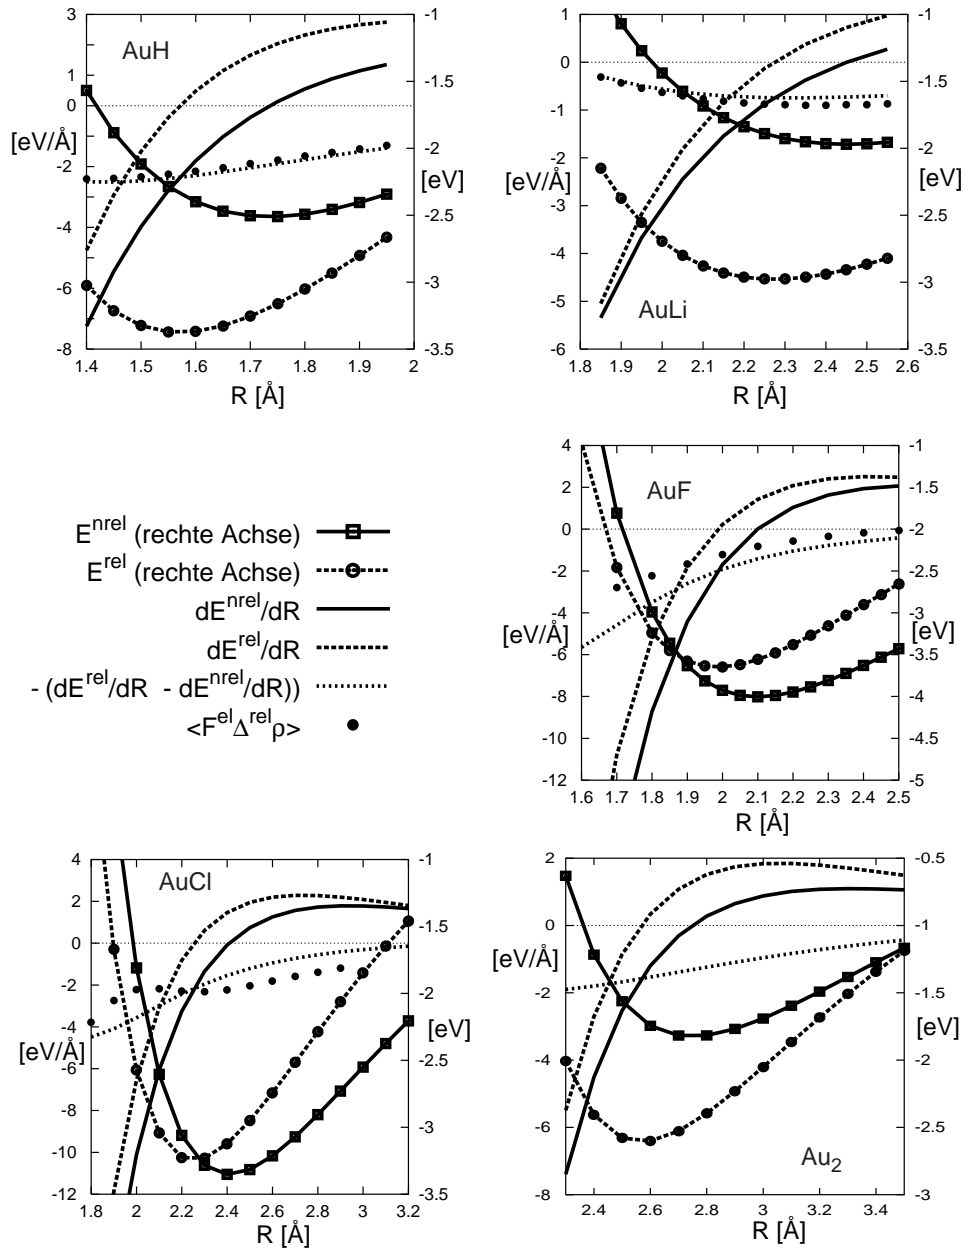 AuH
3
1
0
[eV/Å]
-2
-4
-6
-8
-1
-1.5
-2
[eV]
-2.5
-3
-3.5
1.4 1.5 1.6 1.7 1.8 1.9 2
R [Å]
AuLi
1
0
-1
-2
[eV/Å]
-3
-4
-5
-6
-1
-1.5
-2
[eV]
-2.5
-3
-3.5
1.8 1.9 2 2.1 2.2 2.3 2.4 2.5 2.6
R [Å]
E^nrel (rechte Achse)
E^rel (rechte Achse)
dE^nrel/dR
dE^rel/dR
- (dE^rel/dR - dE^nrel/dR))
<F^el Δ^rel ρ>
AuF
4
2
0
-2
-4
[eV/Å]
-6
-8
-10
-12
-1
-1.5
-2
-2.5
-3
[eV]
-3.5
-4
-4.5
-5
1.6 1.7 1.8 1.9 2 2.1 2.2 2.3 2.4 2.5
R [Å]
AuCl
4
2
0
-2
-4
[eV/Å]
-6
-8
-10
-12
-1
-1.5
-2
[eV]
-2.5
-3
-3.5
1.8 2 2.2 2.4 2.6 2.8 3 3.2
R [Å]
Au₂
2
0
[eV/Å]
-2
-4
-6
-8
-0.5
-1
-1.5
[eV]
-2
-2.5
-3
2.4 2.6 2.8 3 3.2 3.4
R [Å]